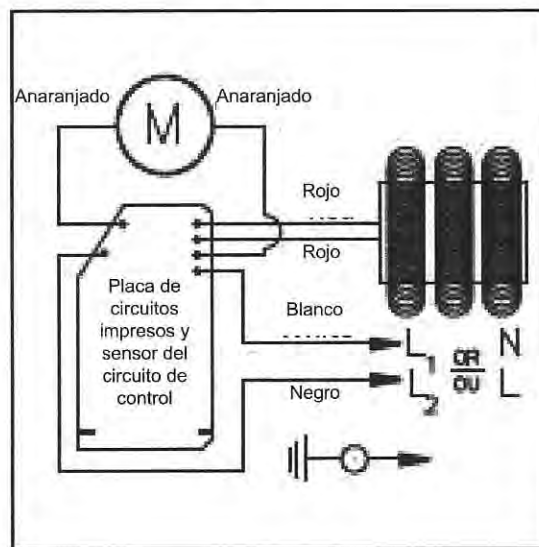 Anaranjado
Anaranjado
M
Rojo
Rojo
Placa de
circuitos
impresos y
sensor del
circuito de
control
Blanco
Negro
L1 OR N
L2 OU L